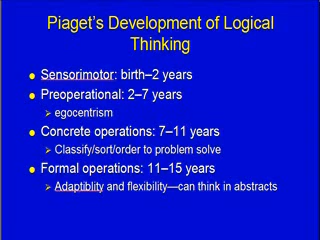 Piaget's Development of Logical
Thinking
Sensorimotor: birth–2 years
Preoperational: 2–7 years
egocentrism
Concrete operations: 7–11 years
Classify/sort/order to problem solve
Formal operations: 11–15 years
Adaptiblity and flexibility—can think in abstracts